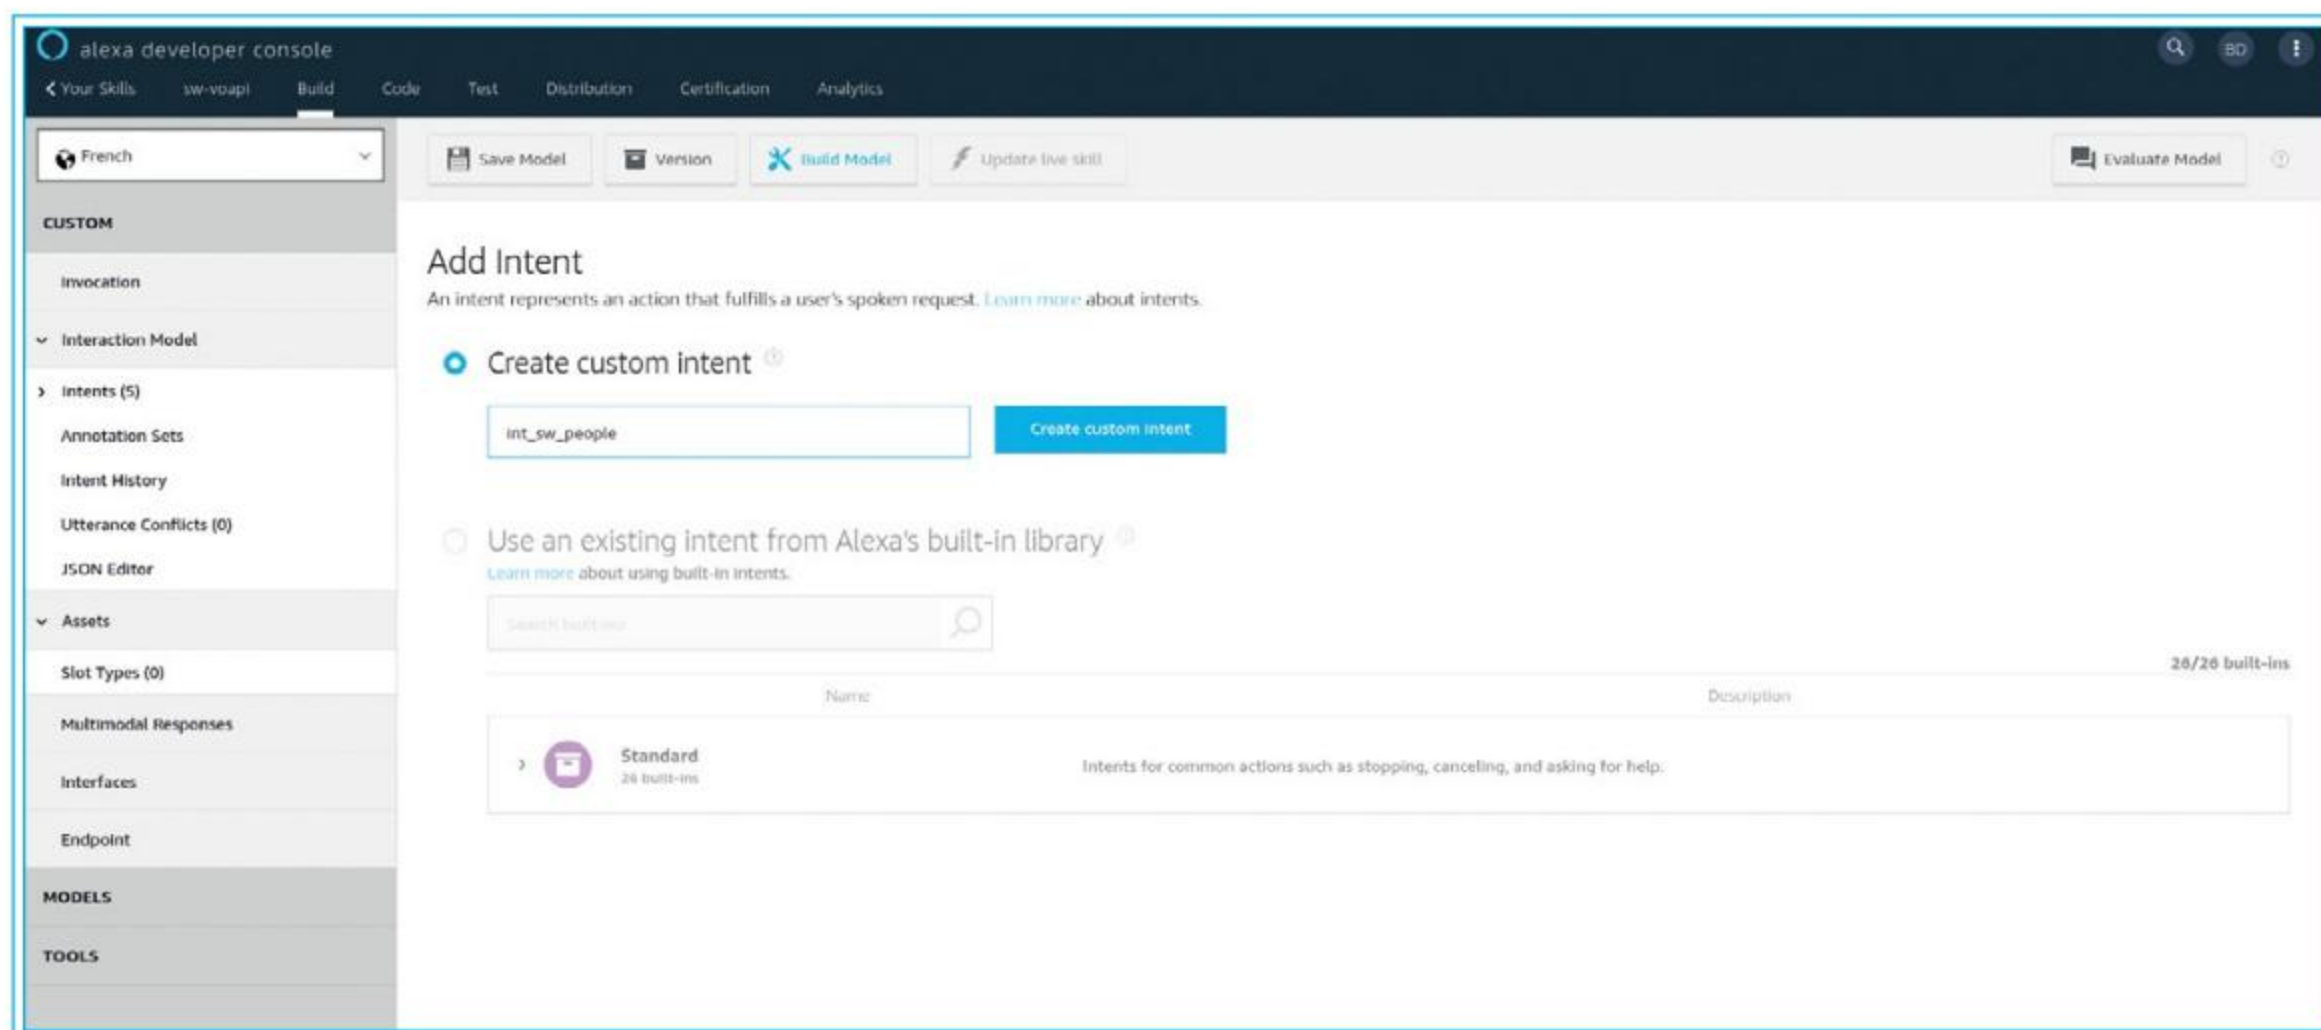 alexa developer console
BD
Your Skills sw-voapi Build Code Test Distribution Certification Analytics
French
Save Model Version Build Model Update live skill Evaluate Model
CUSTOM
Invocation
Interaction Model
Intents (5)
Annotation Sets
Intent History
Utterance Conflicts (0)
JSON Editor
Assets
Slot Types (0)
Multimodal Responses
Interfaces
Endpoint
MODELS
TOOLS
Add Intent
An intent represents an action that fulfills a user's spoken request. Learn more about intents.
Create custom intent
int_sw_people
Create custom intent
Use an existing intent from Alexa's built-in library
Learn more about using built-in intents.
Search built-ins
26/26 built-ins
Name Description
Standard
26 built-ins
Intents for common actions such as stopping, canceling, and asking for help.